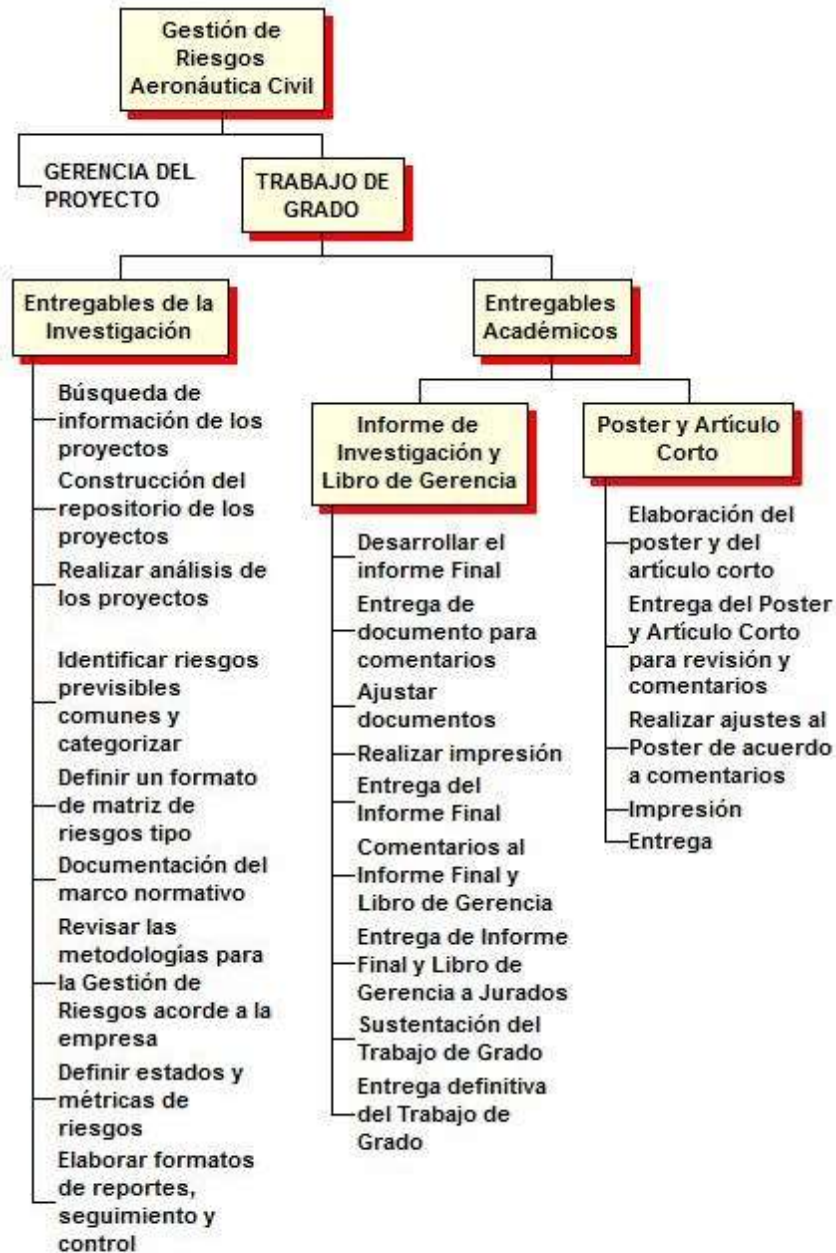 Gestión de
Riesgos
Aeronáutica Civil
GERENCIA DEL
PROYECTO
TRABAJO DE
GRADO
Entregables de la
Investigación
Búsqueda de
información de los
proyectos
Construcción del
repositorio de los
proyectos
Realizar análisis de
los proyectos
Identificar riesgos
previsibles
comunes y
categorizar
Definir un formato
de matriz de
riesgos tipo
Documentación del
marco normativo
Revisar las
metodologías para
la Gestión de
Riesgos acorde a la
empresa
Definir estados y
métricas de
riesgos
Elaborar formatos
de reportes,
seguimiento y
control
Entregables
Académicos
Informe de
Investigación y
Libro de Gerencia
Desarrollar el
informe Final
Entrega de
documento para
comentarios
Ajustar
documentos
Realizar impresión
Entrega del
Informe Final
Comentarios al
Informe Final y
Libro de Gerencia
Entrega de Informe
Final y Libro de
Gerencia a Jurados
Sustentación del
Trabajo de Grado
Entrega definitiva
del Trabajo de
Grado
Poster y Artículo
Corto
Elaboración del
poster y del
artículo corto
Entrega del Poster
y Artículo Corto
para revisión y
comentarios
Realizar ajustes al
Poster de acuerdo
a comentarios
Impresión
Entrega